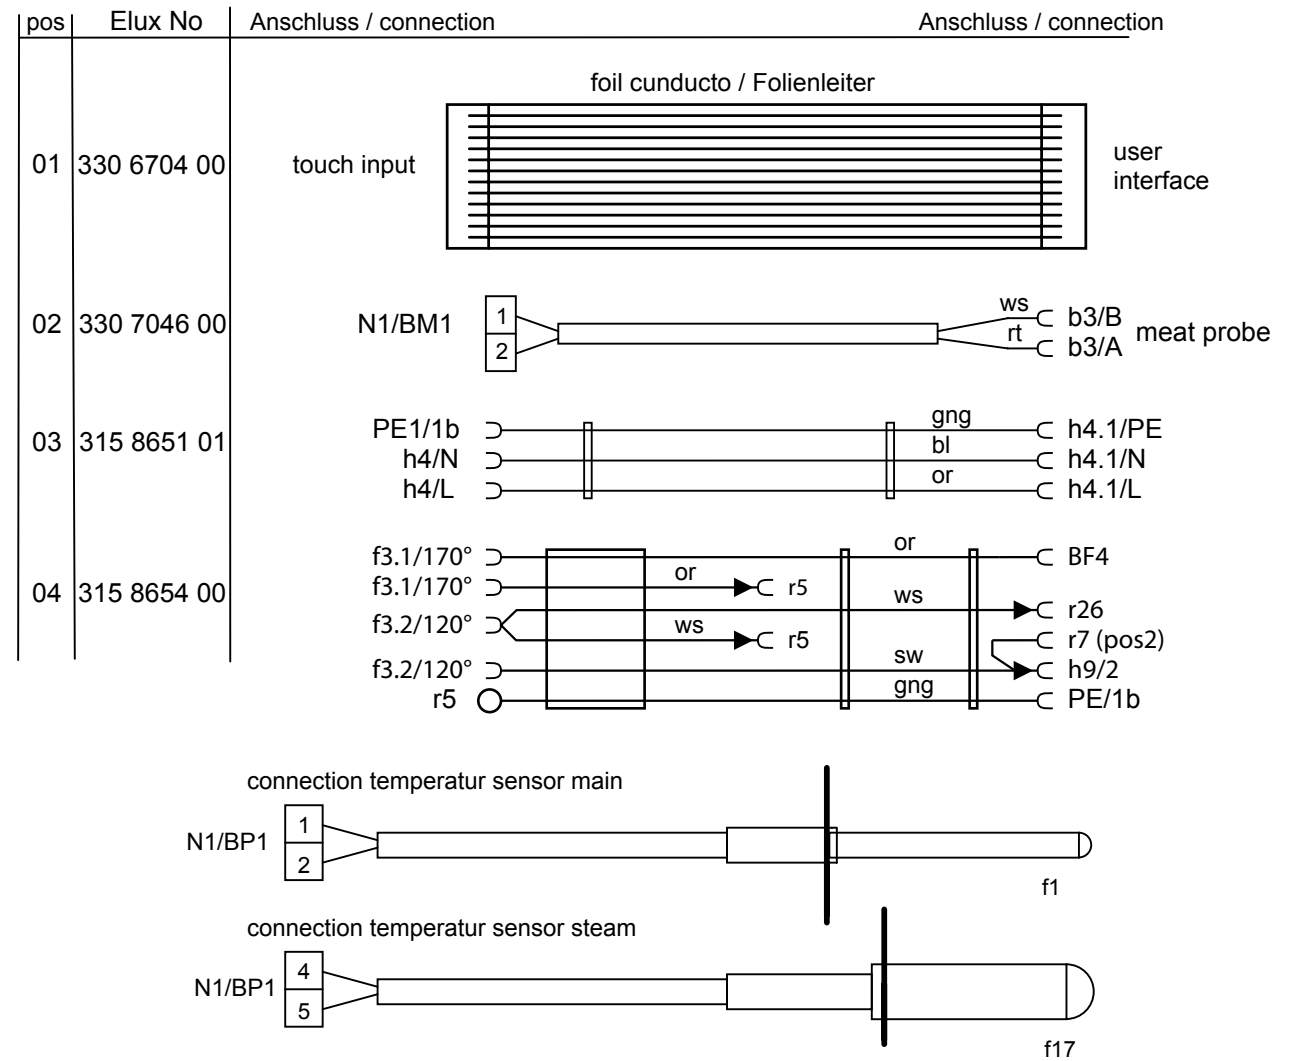 pos Elux No Anschluss / connection Anschluss / connection
foil cunducto / Folienleiter
01 330 6704 00 touch input user
interface
02 330 7046 00 N1/BM1 1 ws b3/B meat probe
2 rt b3/A
03 315 8651 01 PE1/1b gng h4.1/PE
h4/N bl h4.1/N
h4/L or h4.1/L
04 315 8654 00 f3.1/170° or BF4
f3.1/170° or r5
f3.2/120° ws r26
ws r5 r7 (pos2)
f3.2/120° sw h9/2
r5 gng PE/1b
connection temperatur sensor main
N1/BP1 1
2
f1
connection temperatur sensor steam
N1/BP1 4
5
f17